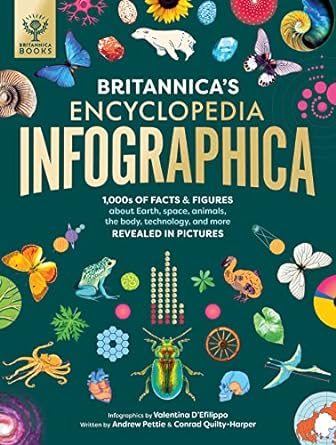 BRITANNICA
BOOKS
BRITANNICA'S
ENCYCLOPEDIA
INFOGRAPHICA
1,000s OF FACTS & FIGURES
about Earth, space, animals,
the body, technology, and more
REVEALED IN PICTURES
Infographics by Valentina D'Efilippo
Written by Andrew Pettie & Conrad Quilty-Harper